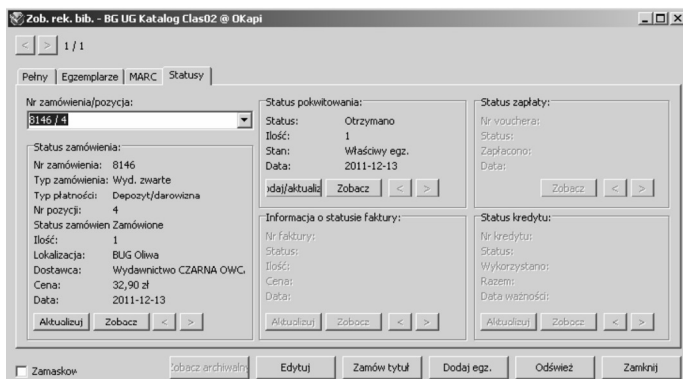 Zob. rek. bib. - BG UG Katalog Clas02 @ OKapi
< > 1 / 1
Pełny Egzemplarze MARC Statusy
Nr zamówienia/pozycja:
8146 / 4
Status zamówienia:
Nr zamówienia: 8146
Typ zamówienia: Wyd. zwarte
Typ płatności: Depozyt/darowizna
Nr pozycji: 4
Status zamówien Zamówione
Ilość: 1
Lokalizacja: BUG Oliwa
Dostawca: Wydawnictwo CZARNA OWC
Cena: 32,90 zł
Data: 2011-12-13
Aktualizuj Zobacz < >
Status pokwitowania:
Status: Otrzymano
Ilość: 1
Stan: Właściwy egz.
Data: 2011-12-13
odaj/aktualiz Zobacz < >
Informacja o statusie faktury:
Nr faktury:
Status:
Ilość:
Cena:
Data:
Aktualizuj Zobacz < >
Status zapłaty:
Nr vouchera:
Status:
Zapłacono:
Data:
Zobacz < >
Status kredytu:
Nr kredytu:
Status:
Wykorzystano:
Razem:
Data ważności:
Aktualizuj Zobacz < >
Zamaskow
Zobacz archiwalny Edytuj Zamów tytuł Dodaj egz. Odśwież Zamknij